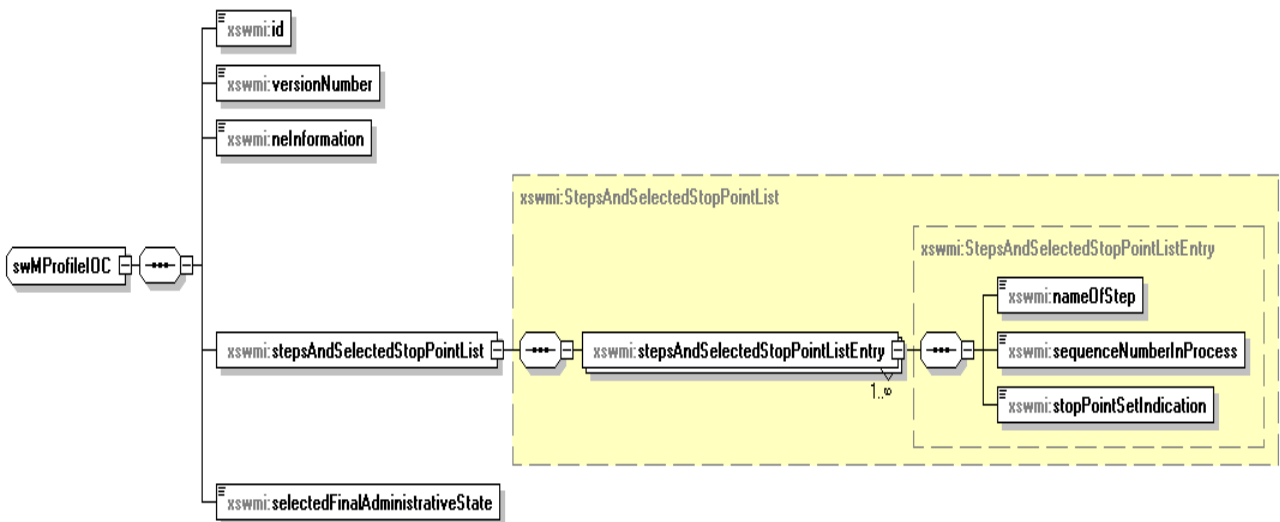 xswmi:id
xswmi:versionNumber
xswmi:neInformation
xswmi:StepsAndSelectedStopPointList
xswmi:StepsAndSelectedStopPointListEntry
swMProfileIOC
xswmi:nameOfStep
xswmi:stepsAndSelectedStopPointList
xswmi:stepsAndSelectedStopPointListEntry
xswmi:sequenceNumberInProcess
1..∞
xswmi:stopPointSetIndication
xswmi:selectedFinalAdministrativeState